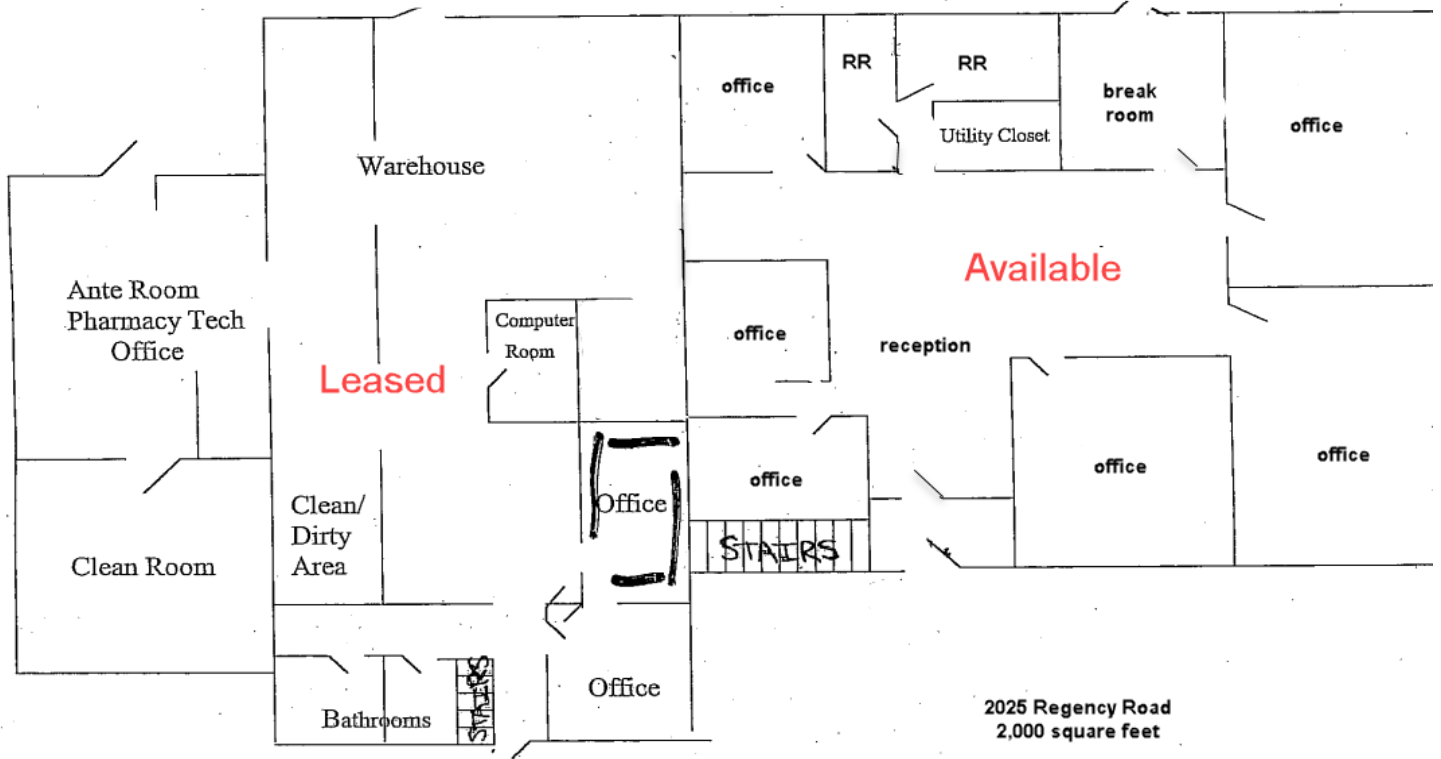 office
RR
RR
break
room
office
Utility Closet
Warehouse
Available
Ante Room
Pharmacy Tech
Office
Computer
Room
office
reception
Leased
office
office
office
Office
Clean/
Dirty
Area
STAIRS
Clean Room
Office
STAIRS
Bathrooms
2025 Regency Road
2,000 square feet